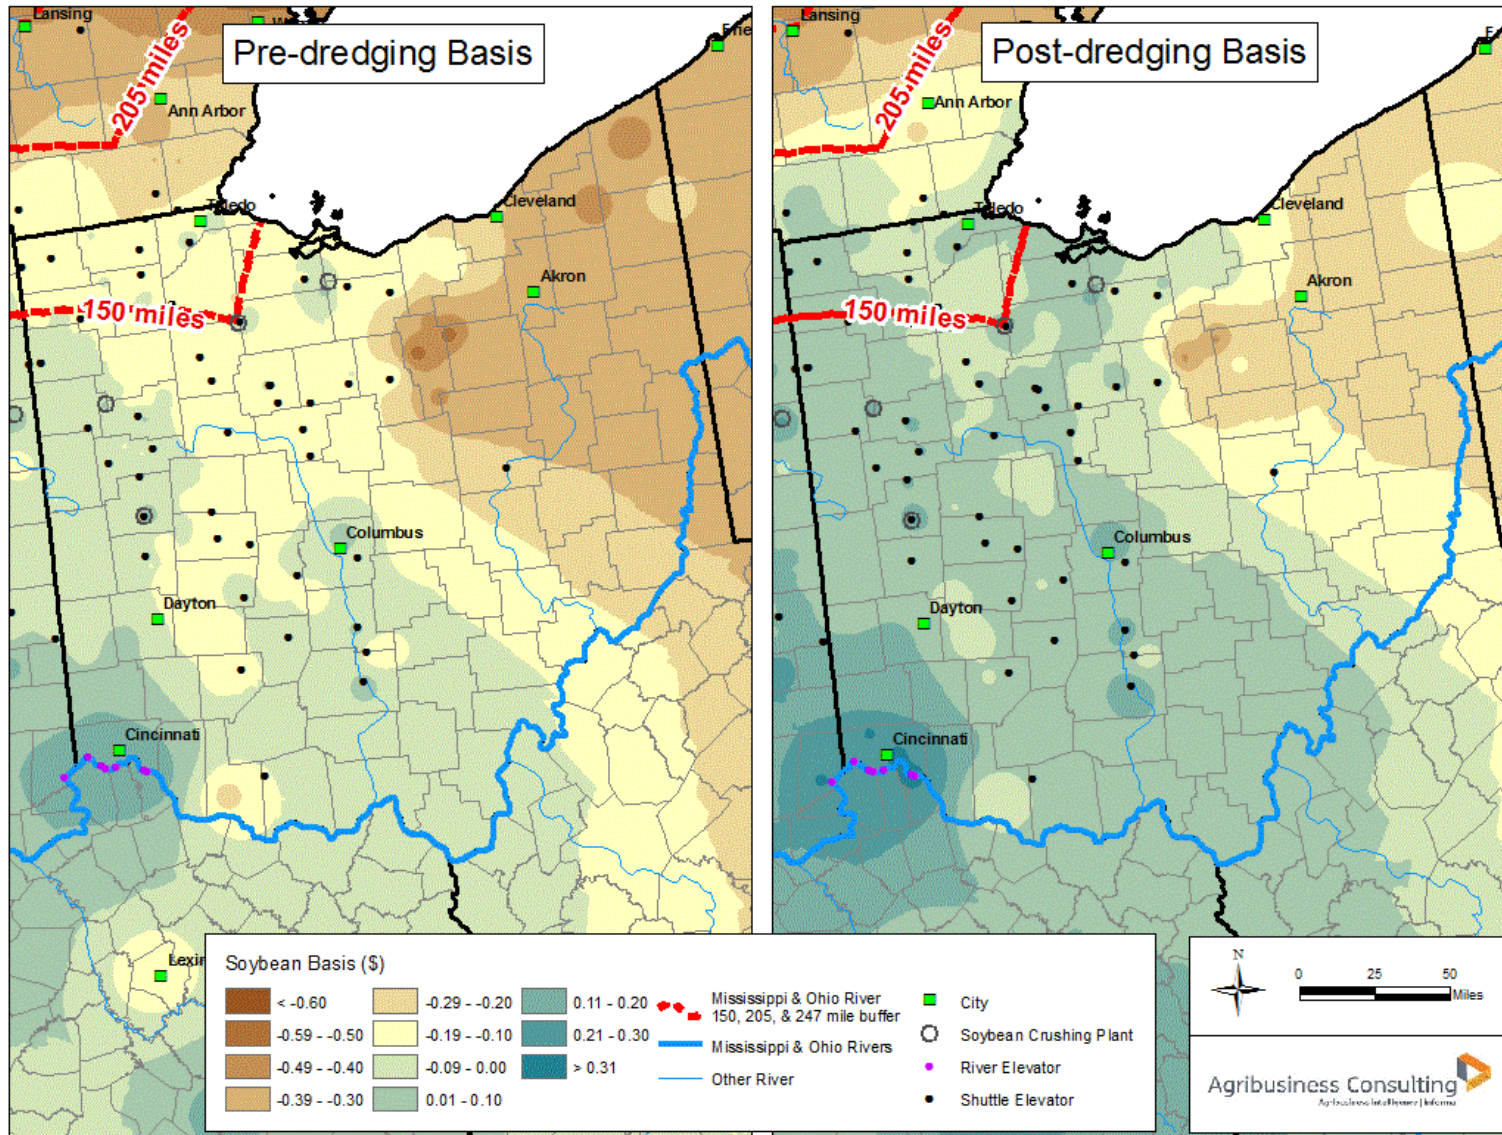 Pre-dredging Basis
Lansing
205 miles
Ann Arbor
Toledo
Cleveland
Akron
150 miles
Columbus
Dayton
Cincinnati
Post-dredging Basis
Lansing
205 miles
Ann Arbor
Toledo
Cleveland
Akron
150 miles
Columbus
Dayton
Cincinnati
Soybean Basis ($)
< -0.60
-0.59 - -0.50
-0.49 - -0.40
-0.39 - -0.30
-0.29 - -0.20
-0.19 - -0.10
-0.09 - 0.00
0.01 - 0.10
0.11 - 0.20
0.21 - 0.30
> 0.31
Mississippi & Ohio River
150, 205, & 247 mile buffer
Mississippi & Ohio Rivers
Other River
City
Soybean Crushing Plant
River Elevator
Shuttle Elevator
N
0 25 50
Miles
Agribusiness Consulting
Agribusiness Intelligence | Informa